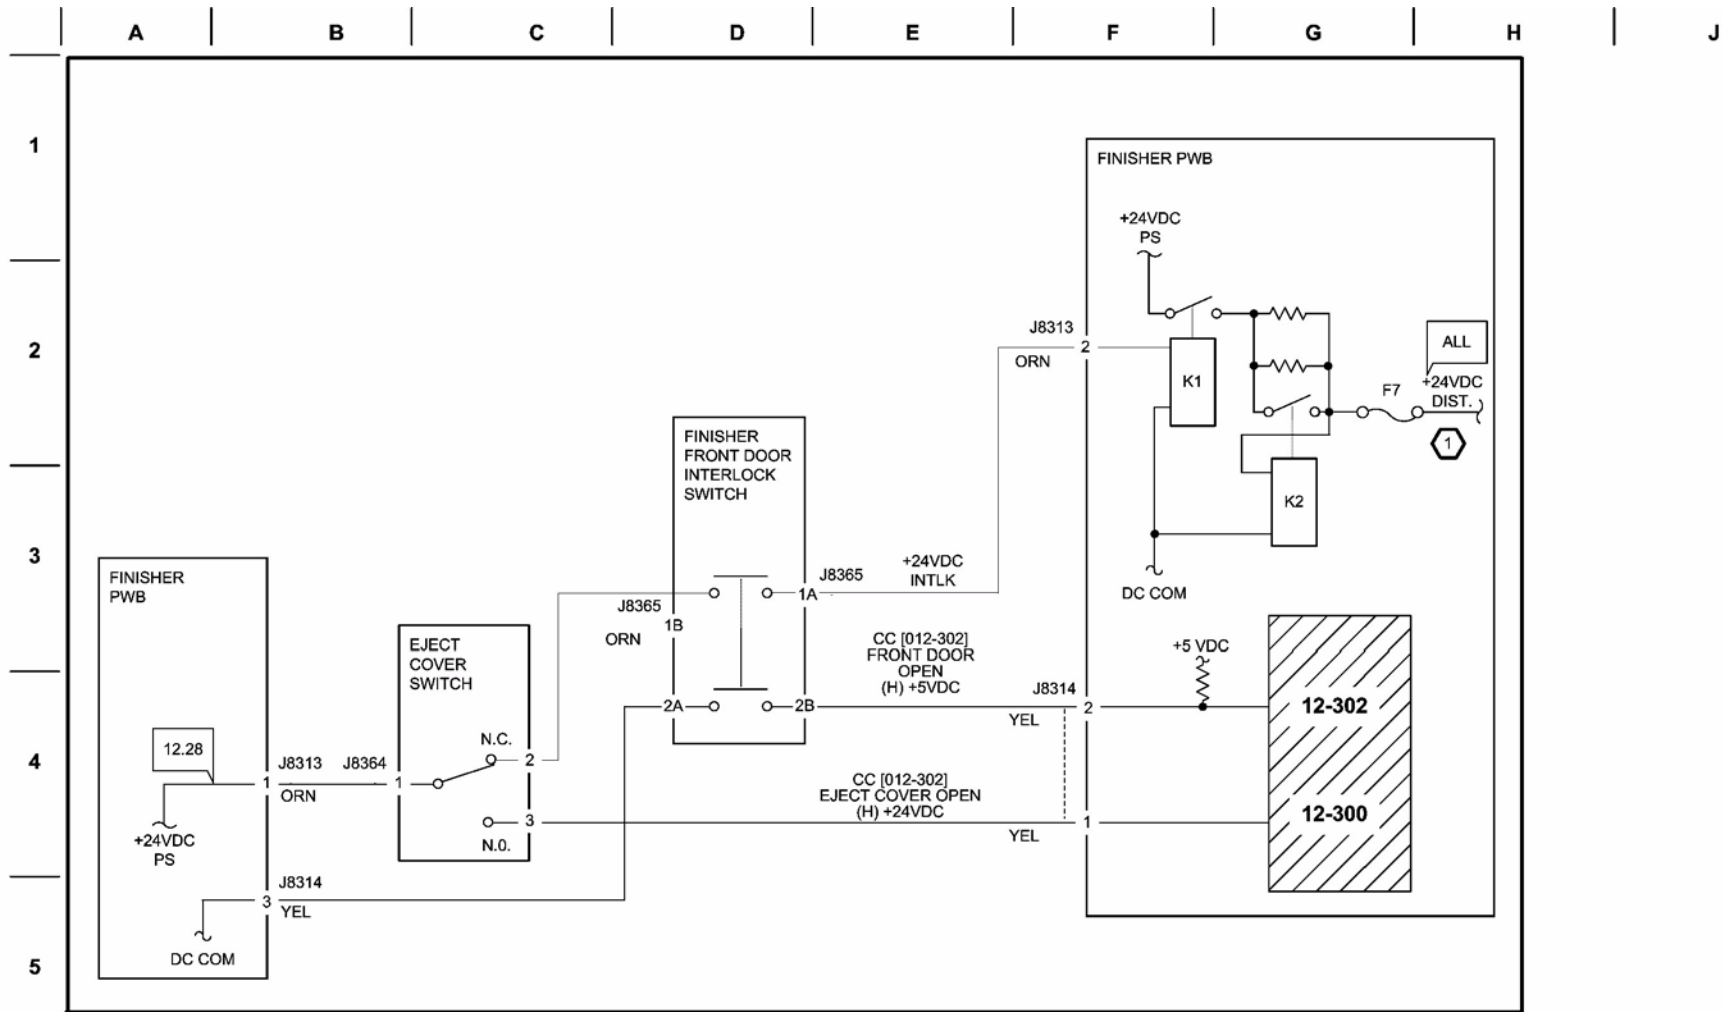 A B C D E F G H J
1
2
3
4
5
FINISHER PWB
+24VDC
PS
J8313
2
ORN
K1
ALL
F7
+24VDC
DIST.
1
K2
DC COM
FINISHER
FRONT DOOR
INTERLOCK
SWITCH
J8365
1B
ORN
J8365
1A
+24VDC
INTLK
2A
2B
CC [012-302]
FRONT DOOR
OPEN
(H) +5VDC
J8314
2
YEL
+5 VDC
12-302
12-300
CC [012-302]
EJECT COVER OPEN
(H) +24VDC
1
YEL
FINISHER
PWB
12.28
+24VDC
PS
1
J8313
ORN
J8364
1
EJECT
COVER
SWITCH
N.C.
2
3
N.0.
J8314
3
YEL
DC COM